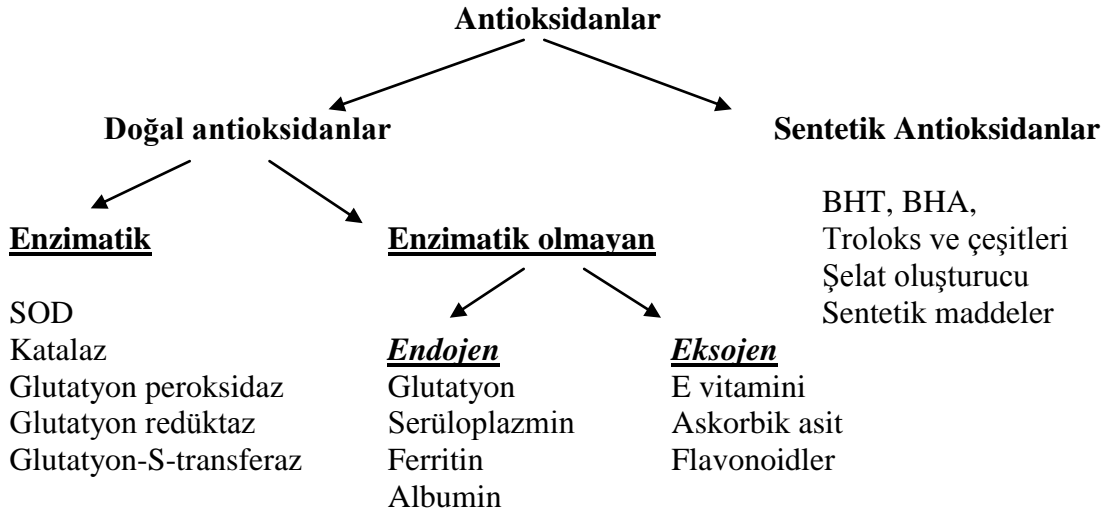 Antioksidanlar
Doğal antioksidanlar
Sentetik Antioksidanlar
BHT, BHA,
Troloks ve çeşitleri
Şelat oluşturucu
Sentetik maddeler
Enzimatik
SOD
Katalaz
Glutatyon peroksidaz
Glutatyon redüktaz
Glutatyon-S-transferaz
Enzimatik olmayan
Endojen
Glutatyon
Serüloplazmin
Ferritin
Albumin
Eksojen
E vitamini
Askorbik asit
Flavonoidler